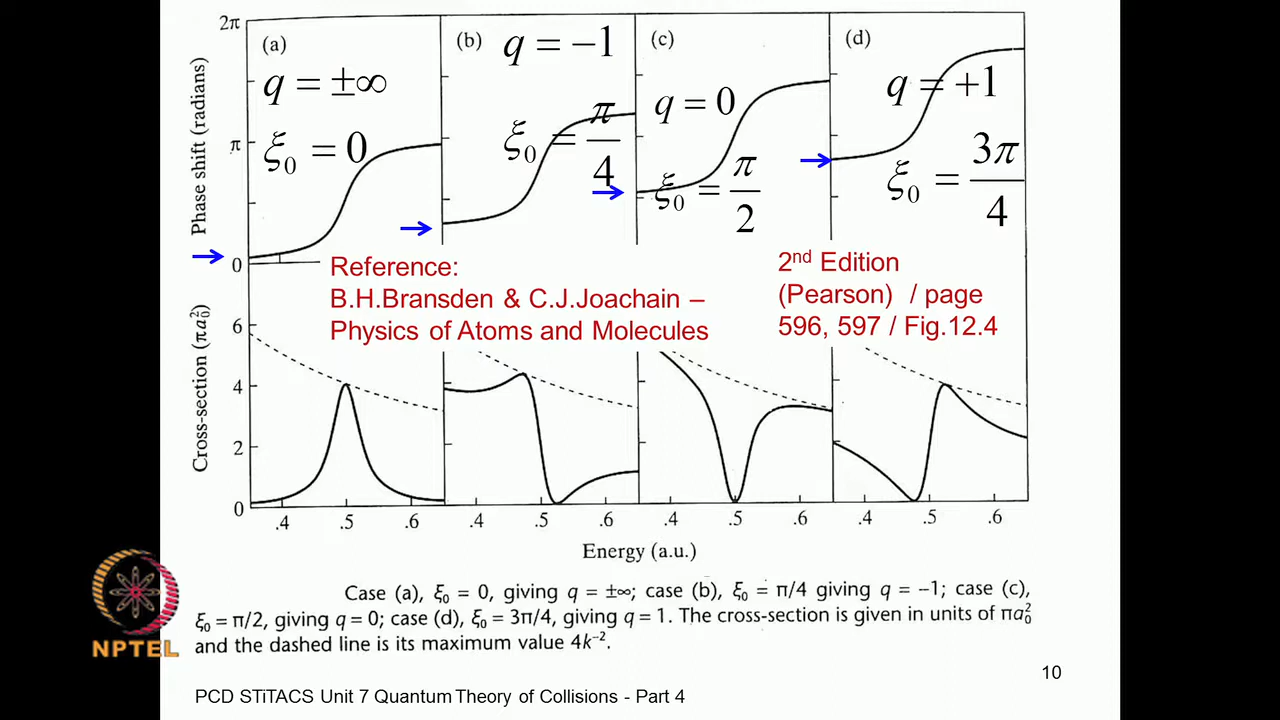 2π
(a)
(b)
(c)
(d)
q = ±∞
q = −1
q = 0
q = +1
ξ₀ = 0
ξ₀ = π/4
ξ₀ = π/2
ξ₀ = 3π/4
Phase shift (radians)
π
0
Reference:
B.H.Bransden & C.J.Joachain –
Physics of Atoms and Molecules
2nd Edition
(Pearson) / page
596, 597 / Fig.12.4
Cross-section (πa₀²)
6
4
2
0
.4 .5 .6 .4 .5 .6 .4 .5 .6 .4 .5 .6
Energy (a.u.)
Case (a), ξ₀ = 0, giving q = ±∞; case (b), ξ₀ = π/4 giving q = −1; case (c),
ξ₀ = π/2, giving q = 0; case (d), ξ₀ = 3π/4, giving q = 1. The cross-section is given in units of πa₀²
and the dashed line is its maximum value 4k⁻².
NPTEL
10
PCD STiTACS Unit 7 Quantum Theory of Collisions - Part 4